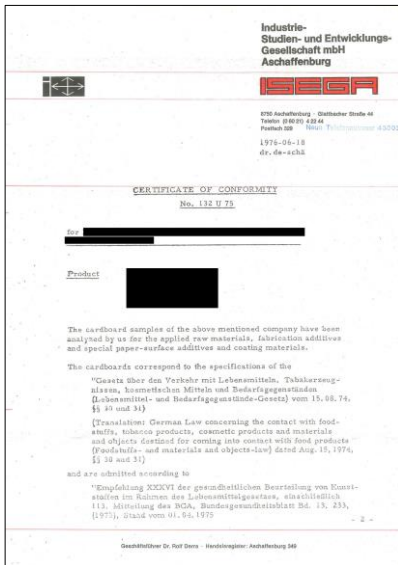 Industrie-
Studien- und Entwicklungs-
Gesellschaft mbH
Aschaffenburg
ISEGA
8750 Aschaffenburg · Glattbacher Straße 44
Telefon (0 60 21) 4 22 44
Postfach 509 Neue Telefonnummer
1976-06-18
dr. de-schä
CERTIFICATE OF CONFORMITY
No. 132 U 75
for
Product
The cardboard samples of the above mentioned company have been
analyzed by us for the applied raw materials, fabrication additives
and special paper-surface additives and coating materials.
The cardboards correspond to the specifications of the
"Gesetz über den Verkehr mit Lebensmitteln, Tabakerzeug-
nissen, kosmetischen Mitteln und Bedarfsgegenständen
(Lebensmittel- und Bedarfsgegenstände-Gesetz) vom 15.08.74,
§§ 30 und 31)
(Translation: German Law concerning the contact with food-
stuffs, tobacco products, cosmetic products and materials
and objects destined for coming into contact with food products
(Foodstuffs- and materials and objects-law) dated Aug. 15, 1974,
§§ 30 and 31)
and are admitted according to
"Empfehlung XXXVI der gesundheitlichen Beurteilung von Kunst-
stoffen im Rahmen des Lebensmittelgesetzes, einschließlich
113. Mitteilung des BGA, Bundesgesundheitsblatt Bd. 13, 233,
(1975), Stand vom 01.04.1975
- 2 -
Geschäftsführer Dr. Rolf Derra · Handelsregister: Aschaffenburg 349